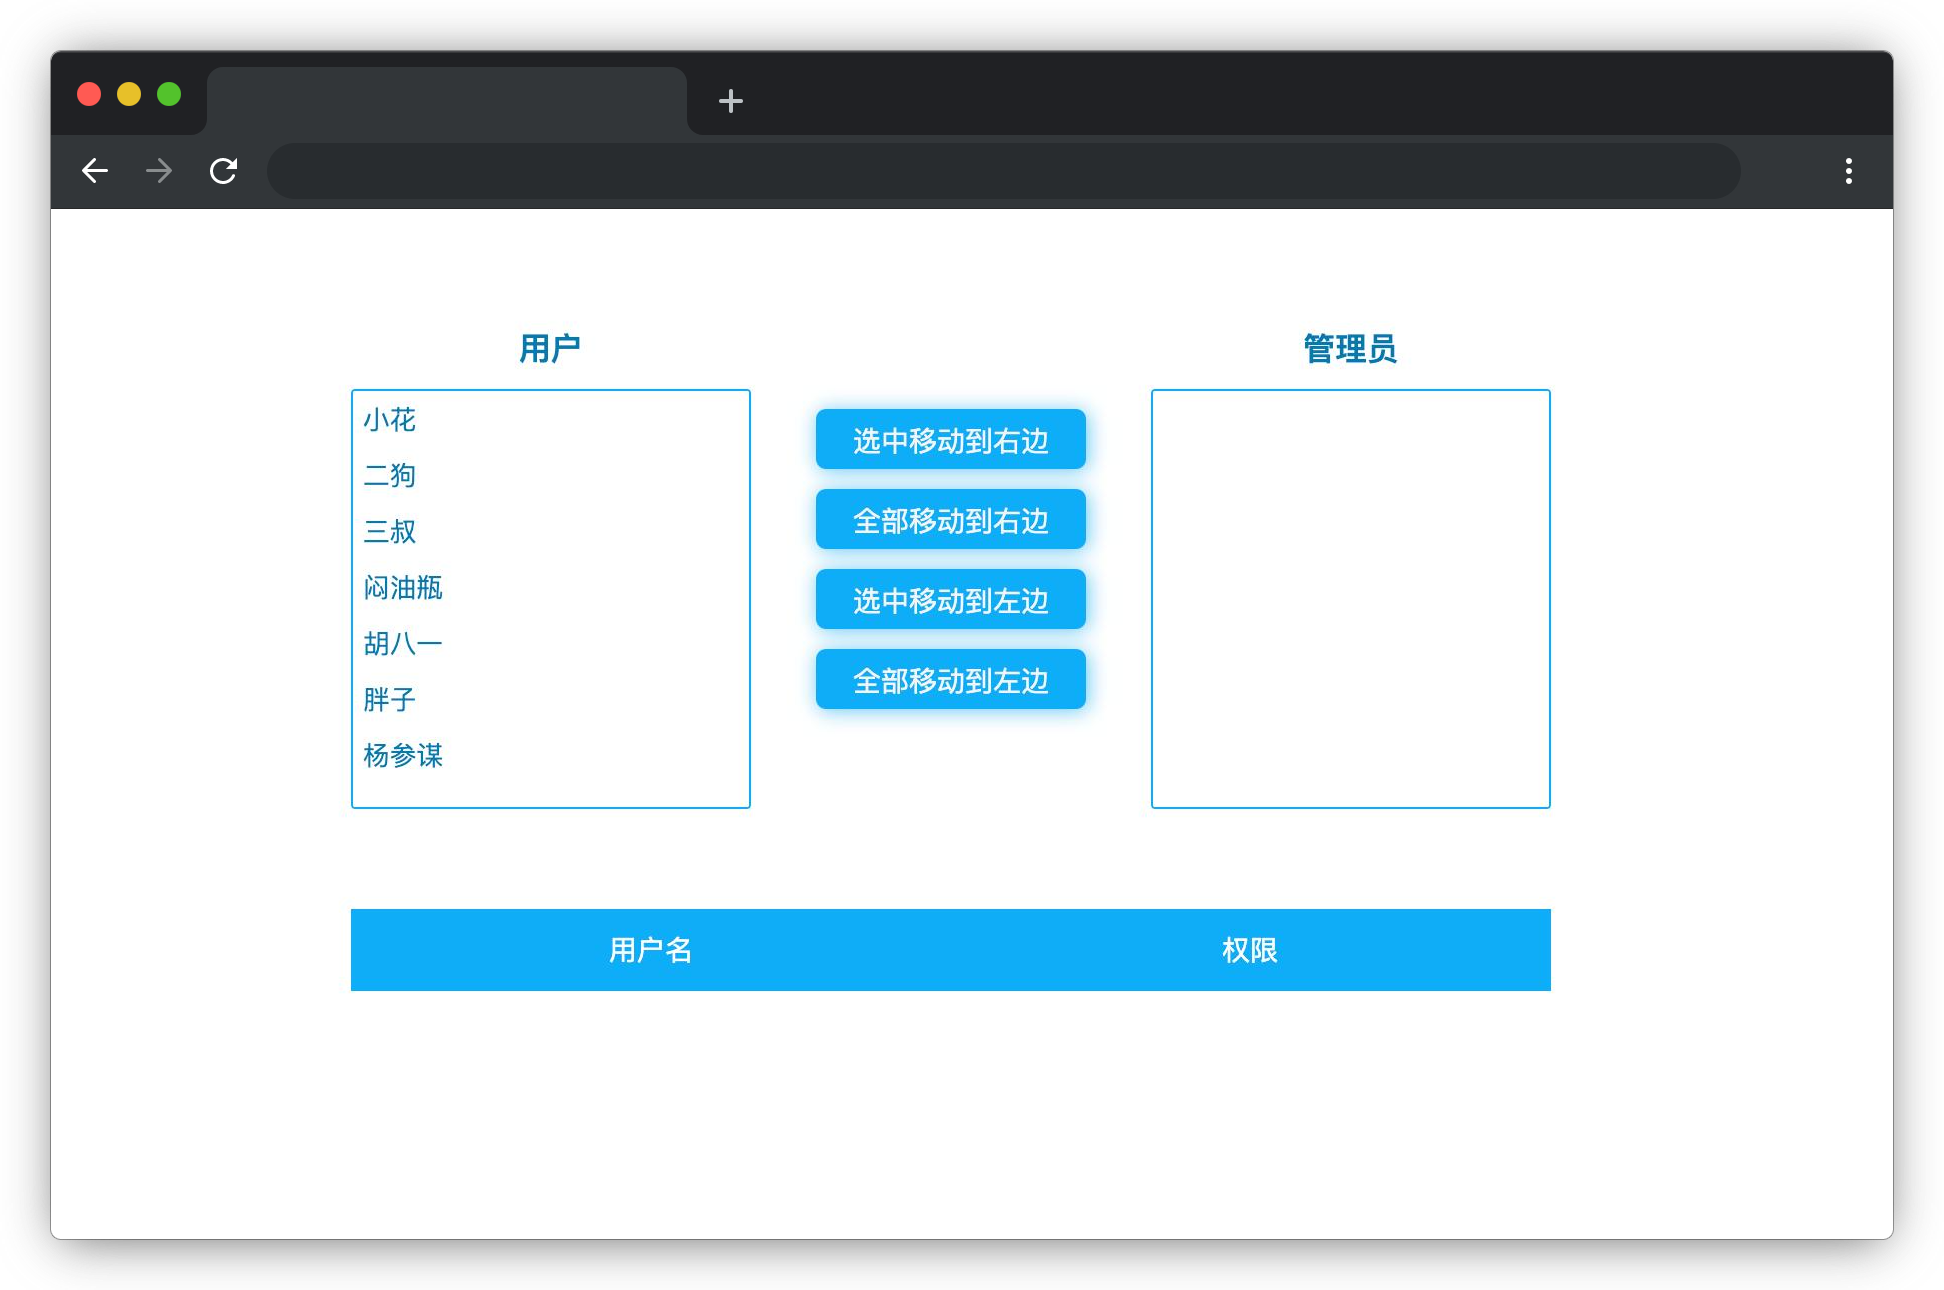 用户
小花
二狗
三叔
闷油瓶
胡八一
胖子
杨参谋
选中移动到右边
全部移动到右边
选中移动到左边
全部移动到左边
管理员
用户名 权限